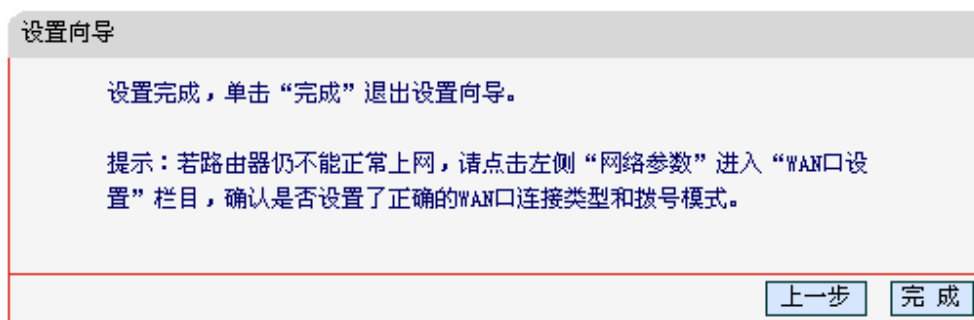 设置向导
设置完成，单击“完成”退出设置向导。
提示：若路由器仍不能正常上网，请点击左侧“网络参数”进入“WAN口设
置”栏目，确认是否设置了正确的WAN口连接类型和拨号模式。
上一步 完 成